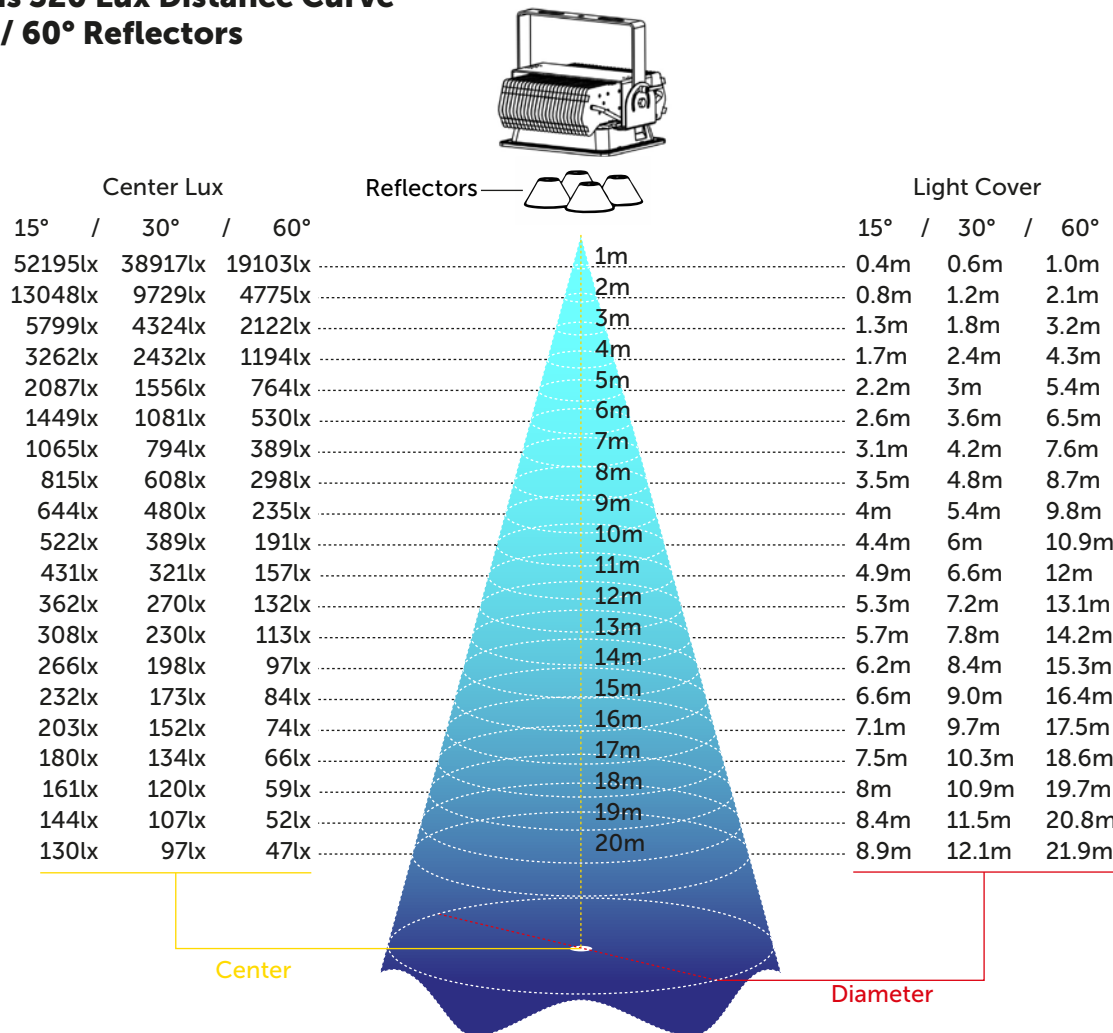 520 Lux Distance Curve
/ 60° Reflectors
Center Lux
Reflectors
Light Cover
15° / 30° / 60°
15° / 30° / 60°
52195lx 38917lx 19103lx 1m 0.4m 0.6m 1.0m
13048lx 9729lx 4775lx 2m 0.8m 1.2m 2.1m
5799lx 4324lx 2122lx 3m 1.3m 1.8m 3.2m
3262lx 2432lx 1194lx 4m 1.7m 2.4m 4.3m
2087lx 1556lx 764lx 5m 2.2m 3m 5.4m
1449lx 1081lx 530lx 6m 2.6m 3.6m 6.5m
1065lx 794lx 389lx 7m 3.1m 4.2m 7.6m
815lx 608lx 298lx 8m 3.5m 4.8m 8.7m
644lx 480lx 235lx 9m 4m 5.4m 9.8m
522lx 389lx 191lx 10m 4.4m 6m 10.9m
431lx 321lx 157lx 11m 4.9m 6.6m 12m
362lx 270lx 132lx 12m 5.3m 7.2m 13.1m
308lx 230lx 113lx 13m 5.7m 7.8m 14.2m
266lx 198lx 97lx 14m 6.2m 8.4m 15.3m
232lx 173lx 84lx 15m 6.6m 9.0m 16.4m
203lx 152lx 74lx 16m 7.1m 9.7m 17.5m
180lx 134lx 66lx 17m 7.5m 10.3m 18.6m
161lx 120lx 59lx 18m 8m 10.9m 19.7m
144lx 107lx 52lx 19m 8.4m 11.5m 20.8m
130lx 97lx 47lx 20m 8.9m 12.1m 21.9m
Center
Diameter